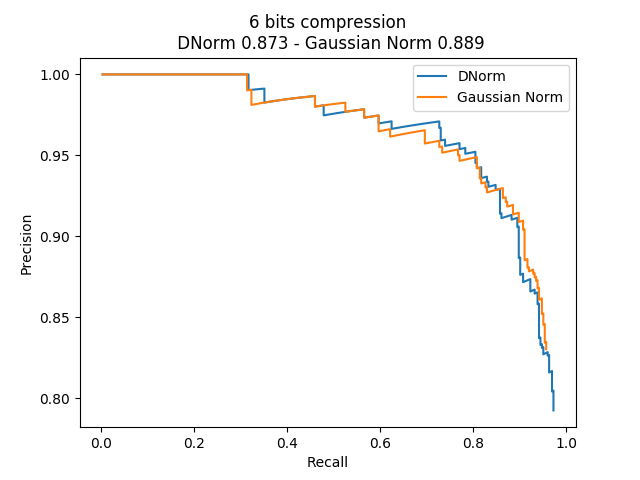 6 bits compression
DNorm 0.873 - Gaussian Norm 0.889
DNorm
Gaussian Norm
1.00
0.95
0.90
0.85
0.80
Precision
0.0 0.2 0.4 0.6 0.8 1.0
Recall